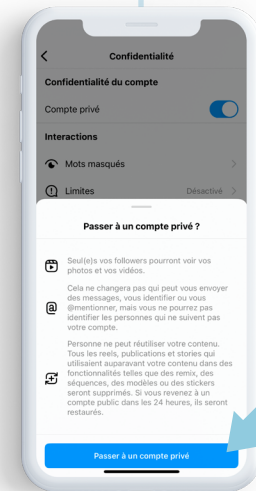 Confidentialité
Confidentialité du compte
Compte privé
Interactions
Mots masqués
Limites Désactivé
Passer à un compte privé ?
Seul(e)s vos followers pourront voir vos
photos et vos vidéos.
Cela ne changera pas qui peut vous envoyer
des messages, vous identifier ou vous
@mentionner, mais vous ne pourrez pas
identifier les personnes qui ne suivent pas
votre compte.
Personne ne peut réutiliser votre contenu.
Tous les reels, publications et stories qui
utilisaient auparavant votre contenu dans des
fonctionnalités telles que des remix, des
séquences, des modèles ou des stickers
seront supprimés. Si vous revenez à un
compte public dans les 24 heures, ils seront
restaurés.
Passer à un compte privé